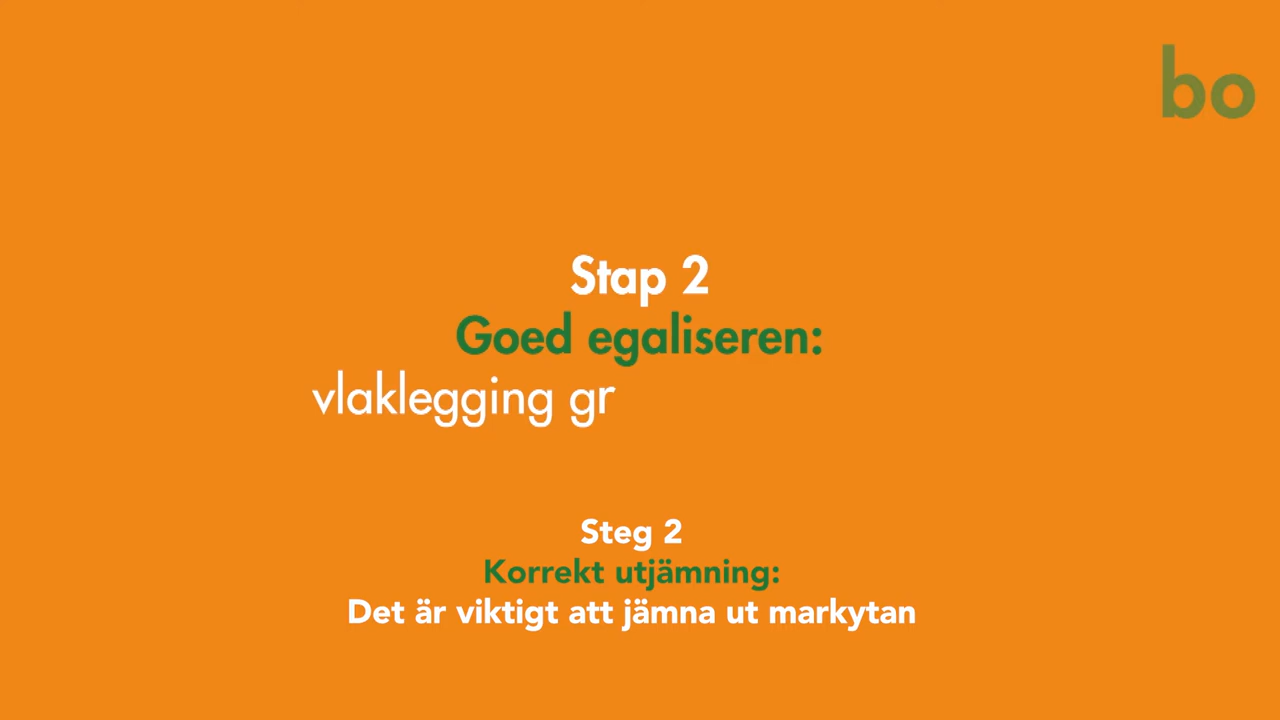 bo
Stap 2
Goed egaliseren:
vlaklegging gr
Steg 2
Korrekt utjämning:
Det är viktigt att jämna ut markytan